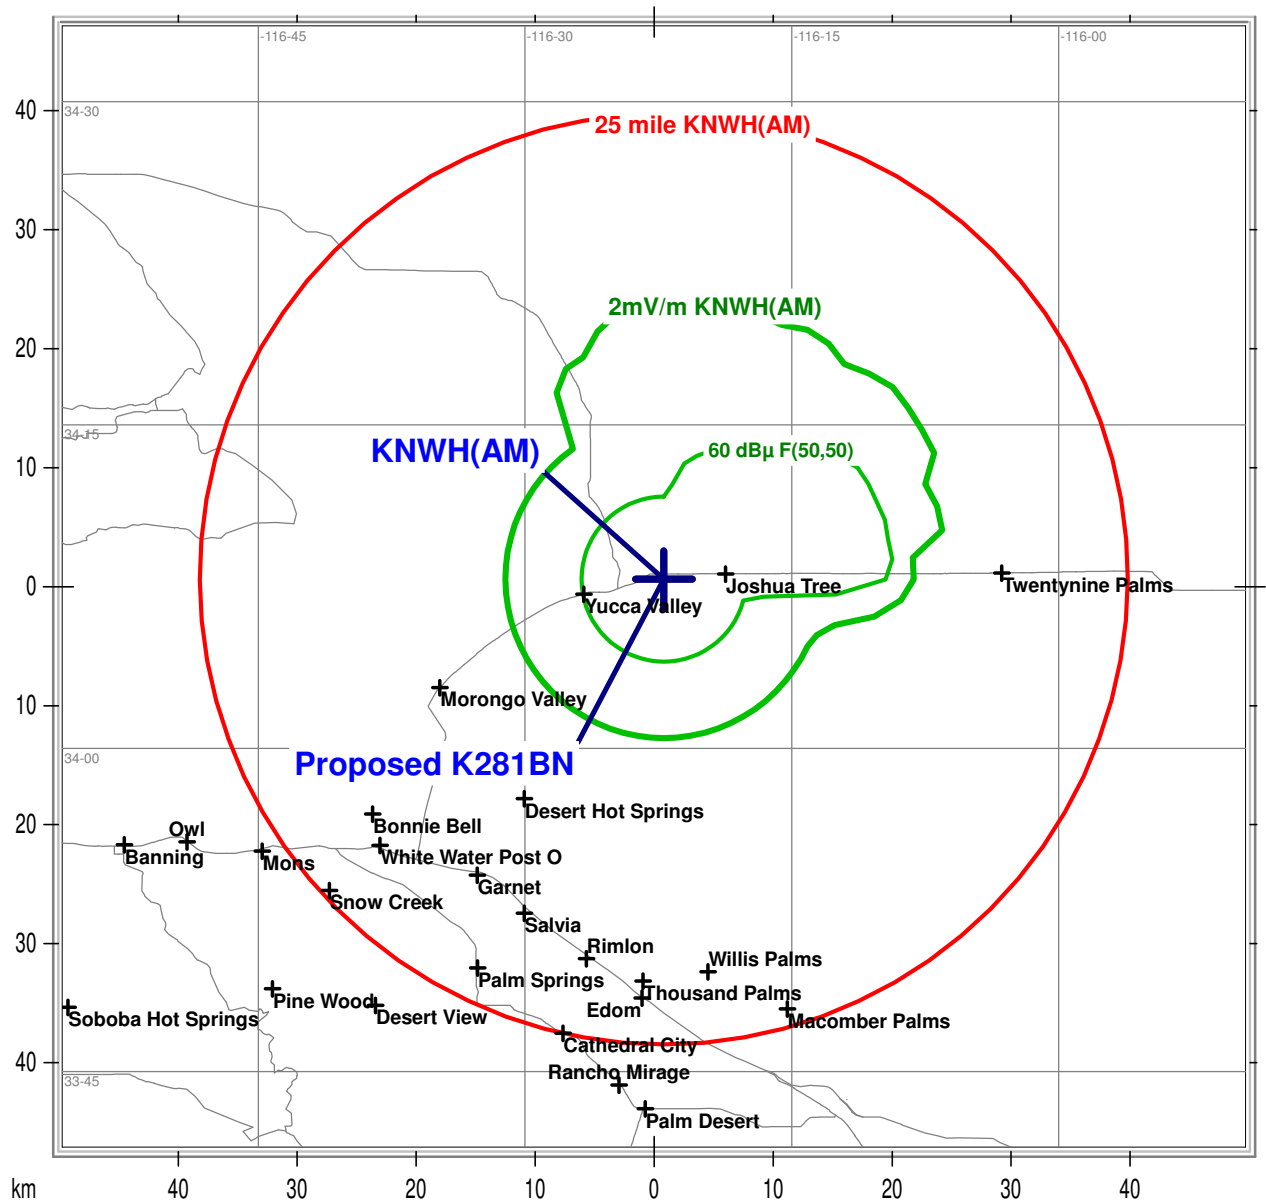 -116-45
-116-30
-116-15
-116-00
40
34-30
25 mile KNWH(AM)
30
2mV/m KNWH(AM)
20
34-15
KNWH(AM)
60 dBµ F(50,50)
10
0
Joshua Tree
Twentynine Palms
Yucca Valley
Morongo Valley
10
34-00
Proposed K281BN
Desert Hot Springs
20
Bonnie Bell
Owl
Banning
Mons
White Water Post O
Garnet
Snow Creek
Salvia
30
Rimlon
Willis Palms
Palm Springs
Thousand Palms
Pine Wood
Edom
Desert View
Soboba Hot Springs
Macomber Palms
Cathedral City
40
Rancho Mirage
33-45
Palm Desert
km
40
30
20
10
0
10
20
30
40